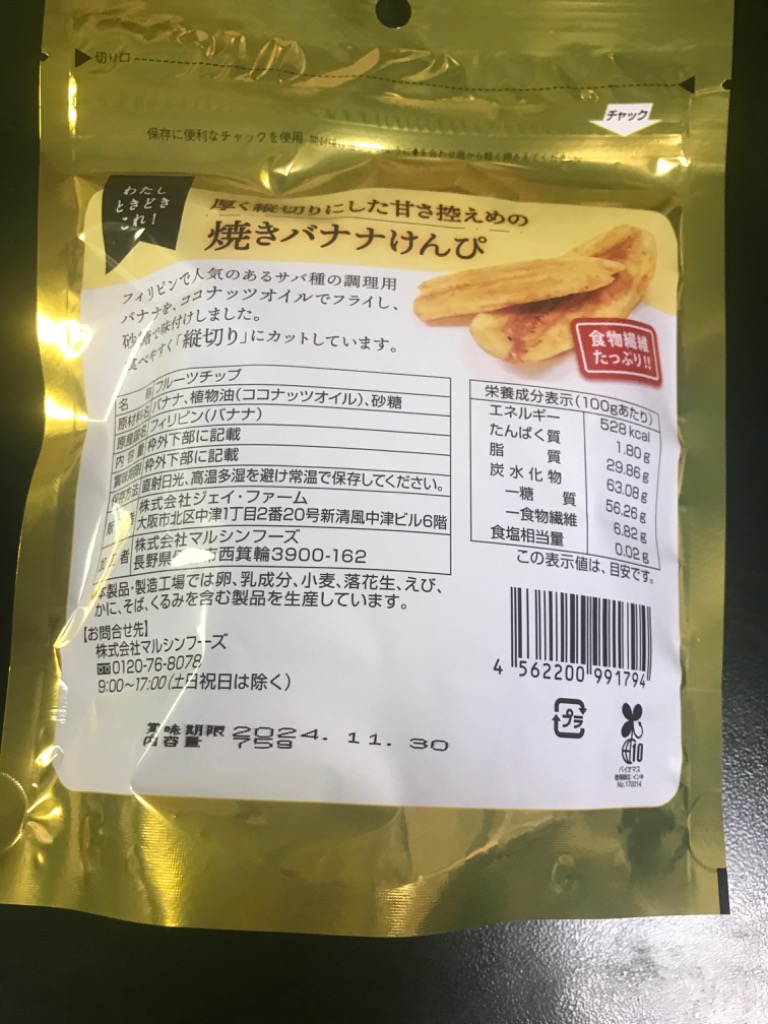 切り口
チャック
保存に便利なチャックを使用
わたし
ときどき
これ!
厚く縦切りにした甘さ控えめの
焼きバナナけんぴ
フィリピンで人気のあるサバ種の調理用
バナナを、ココナッツオイルでフライし、
砂糖で味付けしました。
食べやすく「縦切り」にカットしています。
食物繊維
たっぷり!!
名 称 フルーツチップ
原材料名 バナナ、植物油(ココナッツオイル)、砂糖
原産国名 フィリピン(バナナ)
内容量 枠外下部に記載
賞味期限 枠外下部に記載
保存方法 直射日光、高温多湿を避け常温で保存してください。
株式会社ジェイ・ファーム
大阪市北区中津1丁目2番20号新清風中津ビル6階
者 株式会社マルシンフーズ
長野県 市西箕輪3900-162
栄養成分表示(100gあたり)
エネルギー 528kcal
たんぱく質 1.80g
脂質 29.86g
炭水化物 63.08g
ー糖質 56.26g
ー食物繊維 6.82g
食塩相当量 0.02g
この表示値は、目安です。
本製品・製造工場では卵、乳成分、小麦、落花生、えび、
かに、そば、くるみを含む製品を生産しています。
【お問合せ先】
株式会社マルシンフーズ
0120-76-8078
9:00〜17:00(土日祝日は除く)
4 562200 991794
プラ
10
バイオマス
No.170014
賞味期限 2024. 11. 30
内容量 75g